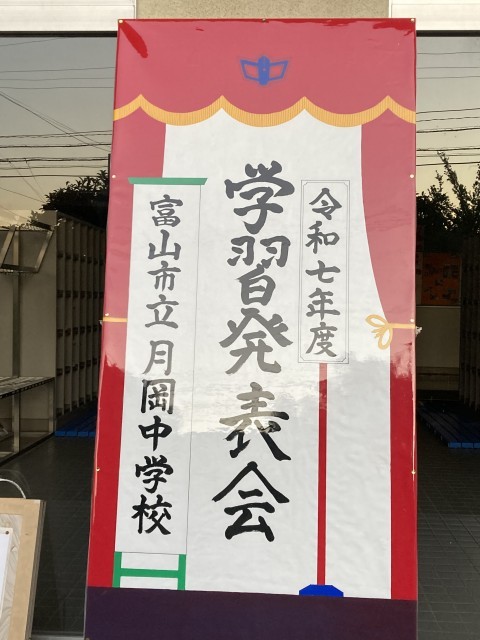 令和七年度
学習発表会
富山市立月岡中学校